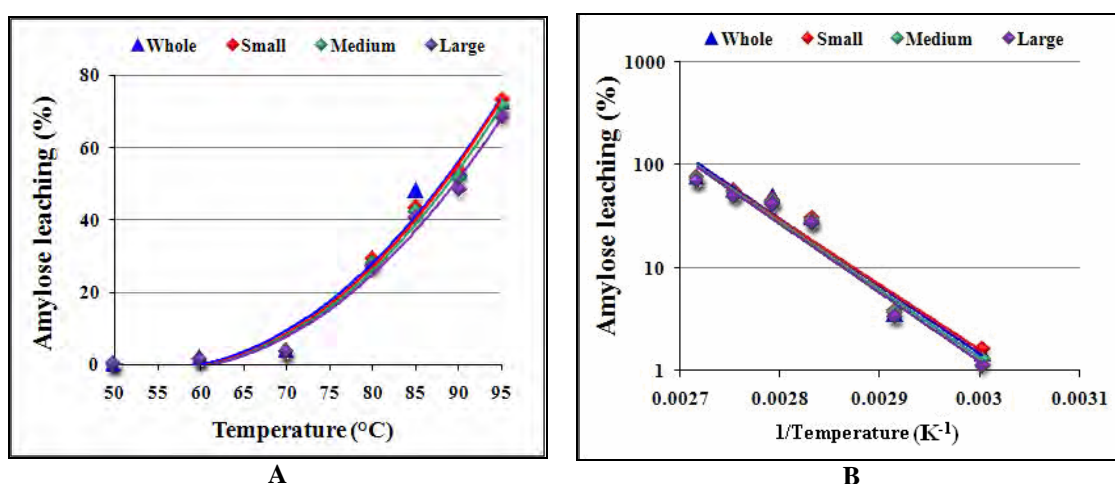 Whole Small Medium Large
Amylose leaching (%)
80
60
40
20
0
50 55 60 65 70 75 80 85 90 95
Temperature (°C)
A
Whole Small Medium Large
Amylose leaching (%)
1000
100
10
1
0.0027 0.0028 0.0029 0.003 0.0031
1/Temperature (K⁻¹)
B